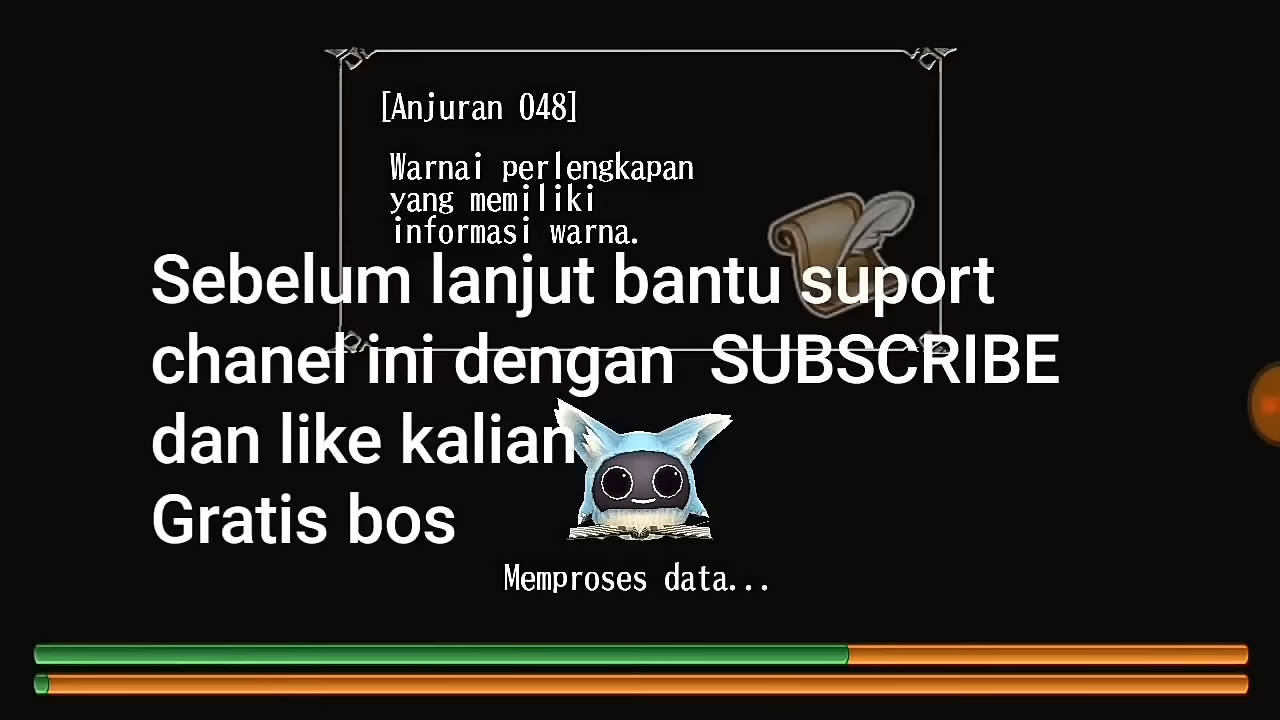 [Anjuran 048]
Warnai perlengkapan
yang memiliki
informasi warna.
Sebelum lanjut bantu suport
chanel ini dengan  SUBSCRIBE
dan like kalian
Gratis bos
Memproses data...